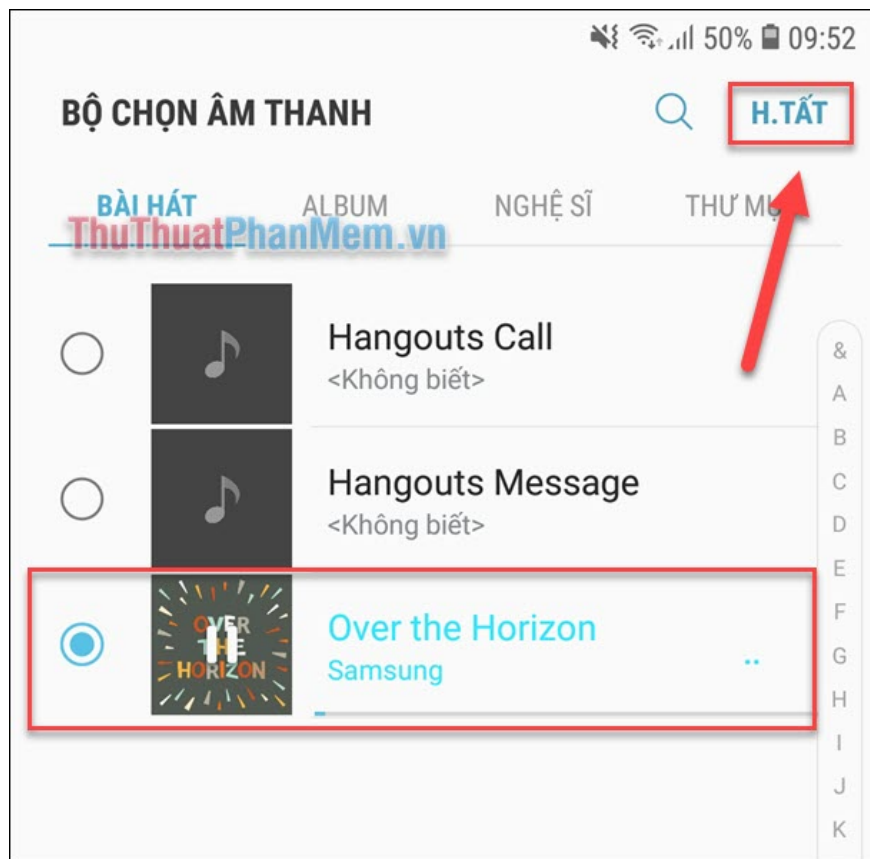 50% 09:52
BỘ CHỌN ÂM THANH H.TẤT
BÀI HÁT ALBUM NGHỆ SĨ THƯ
ThuThuatPhanMem.vn
Hangouts Call
<Không biết>
&
A
B
Hangouts Message
<Không biết>
C
D
E
OVER
THE
HORIZON
Over the Horizon
Samsung
..
F
G
H
I
J
K